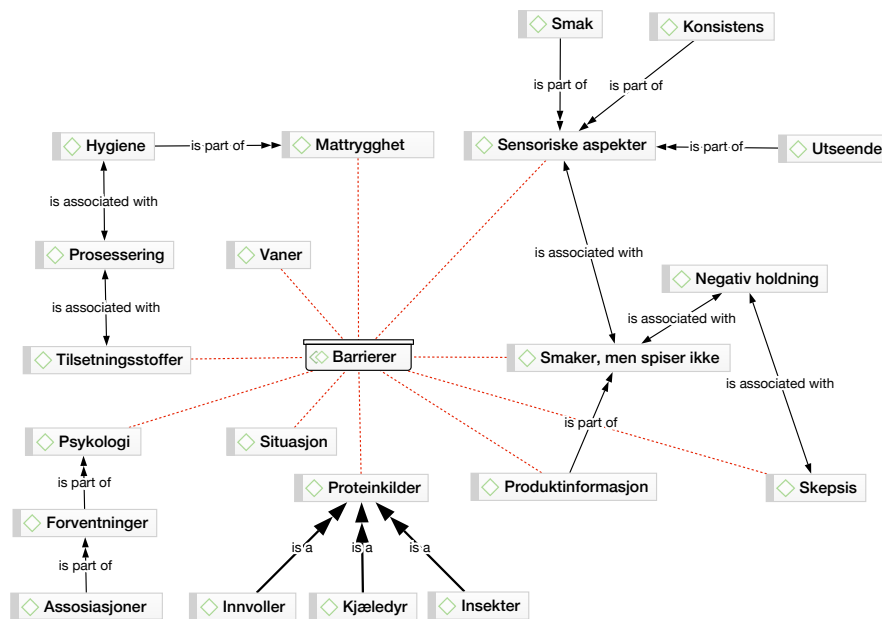 Smak
Konsistens
is part of
is part of
Hygiene
is part of
Mattrygghet
Sensoriske aspekter
is part of
Utseende
is associated with
Prosessering
Vaner
is associated with
Negativ holdning
is associated with
is associated with
Tilsetningsstoffer
Barrierer
Smaker, men spiser ikke
is associated with
Psykologi
Situasjon
is part of
is part of
Proteinkilder
Produktinformasjon
Skepsis
Forventninger
is a
is a
is a
is part of
Assosiasjoner
Innvoller
Kjæledyr
Insekter